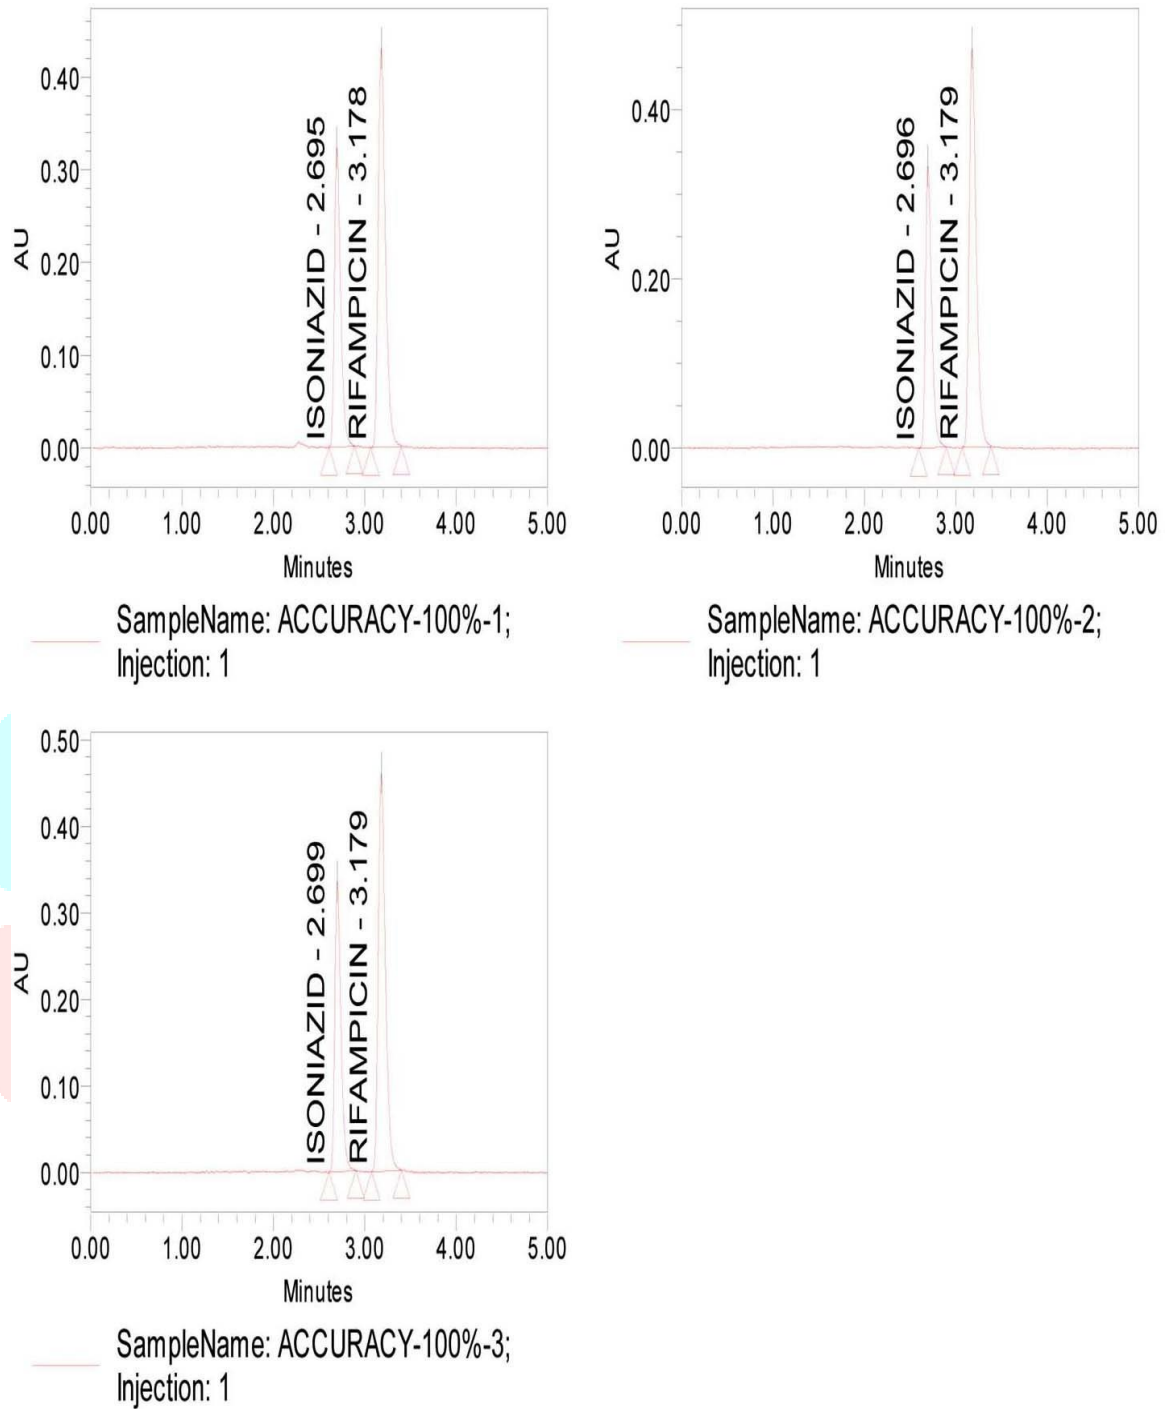 0.40
0.30
0.20
0.10
0.00
AU
ISONIAZID - 2.695
RIFAMPICIN - 3.178
0.00 1.00 2.00 3.00 4.00 5.00
Minutes
SampleName: ACCURACY-100%-1;
Injection: 1
0.40
0.20
0.00
AU
ISONIAZID - 2.696
RIFAMPICIN - 3.179
0.00 1.00 2.00 3.00 4.00 5.00
Minutes
SampleName: ACCURACY-100%-2;
Injection: 1
0.50
0.40
0.30
0.20
0.10
0.00
AU
ISONIAZID - 2.699
RIFAMPICIN - 3.179
0.00 1.00 2.00 3.00 4.00 5.00
Minutes
SampleName: ACCURACY-100%-3;
Injection: 1